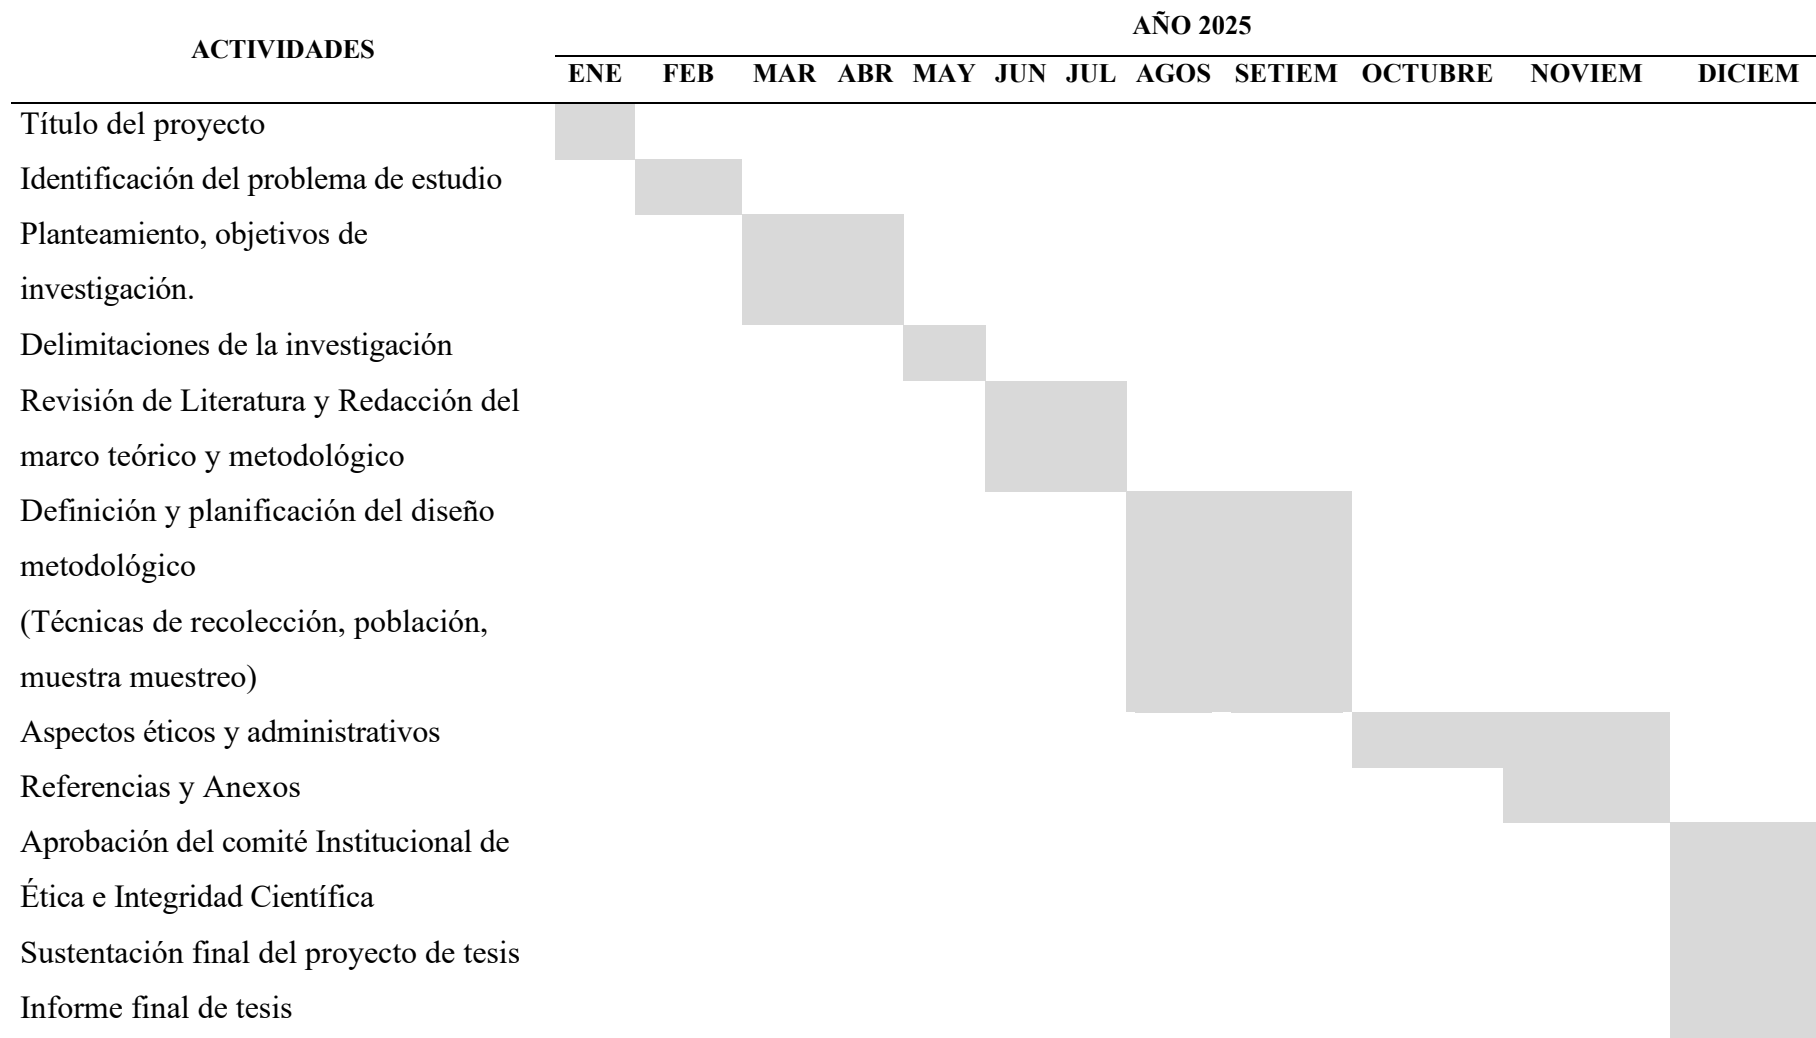 AÑO 2025
ACTIVIDADES
ENE FEB MAR ABR MAY JUN JUL AGOS SETIEM OCTUBRE NOVIEM DICIEM
Título del proyecto
Identificación del problema de estudio
Planteamiento, objetivos de
investigación.
Delimitaciones de la investigación
Revisión de Literatura y Redacción del
marco teórico y metodológico
Definición y planificación del diseño
metodológico
(Técnicas de recolección, población,
muestra muestreo)
Aspectos éticos y administrativos
Referencias y Anexos
Aprobación del comité Institucional de
Ética e Integridad Científica
Sustentación final del proyecto de tesis
Informe final de tesis